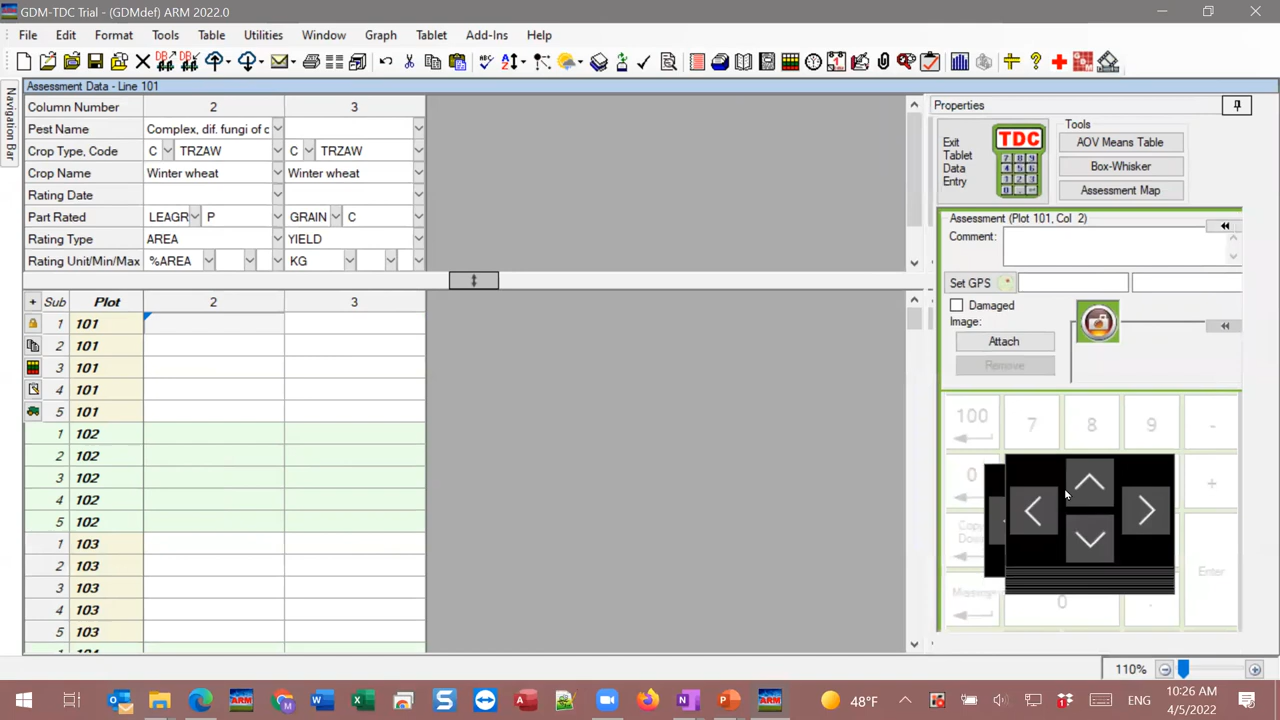 GDM-TDC Trial - (GDMdef) ARM 2022.0
File Edit Format Tools Table Utilities Window Graph Tablet Add-Ins Help
Assessment Data - Line 101
Navigation Bar
Column Number 2 3
Pest Name Complex, dif. fungi of c
Crop Type, Code C TRZAW C TRZAW
Crop Name Winter wheat Winter wheat
Rating Date
Part Rated LEAGR P GRAIN C
Rating Type AREA YIELD
Rating Unit/Min/Max %AREA KG
+ Sub Plot 2 3
1 101
2 101
3 101
4 101
5 101
1 102
2 102
3 102
4 102
5 102
1 103
2 103
3 103
4 103
5 103
Properties
Exit Tablet Data Entry
TDC
Tools
AOV Means Table
Box-Whisker
Assessment Map
Assessment (Plot 101, Col 2)
Comment:
Set GPS
Damaged
Image:
Attach
Remove
100 7 8 9 -
0 +
Copy Down
Enter
Missing 0 .
110%
48°F ENG
10:26 AM
4/5/2022